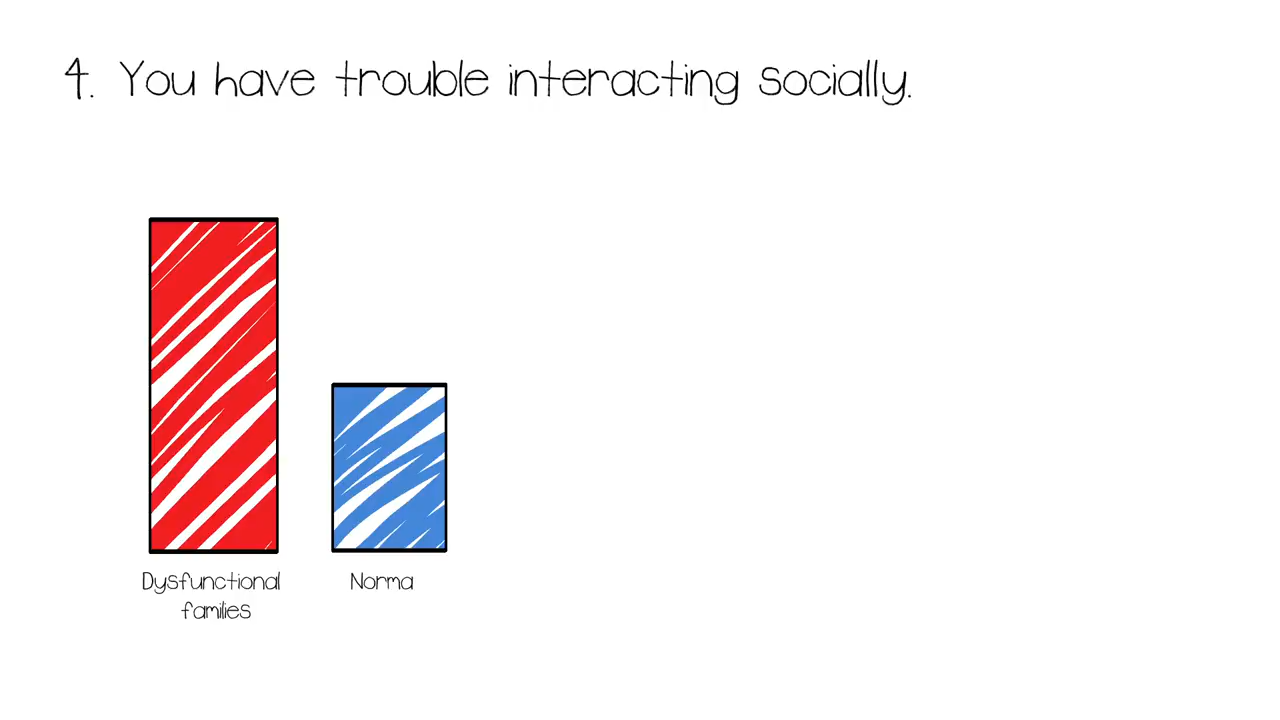 4. You have trouble interacting socially.
Dysfunctional
families
Norma